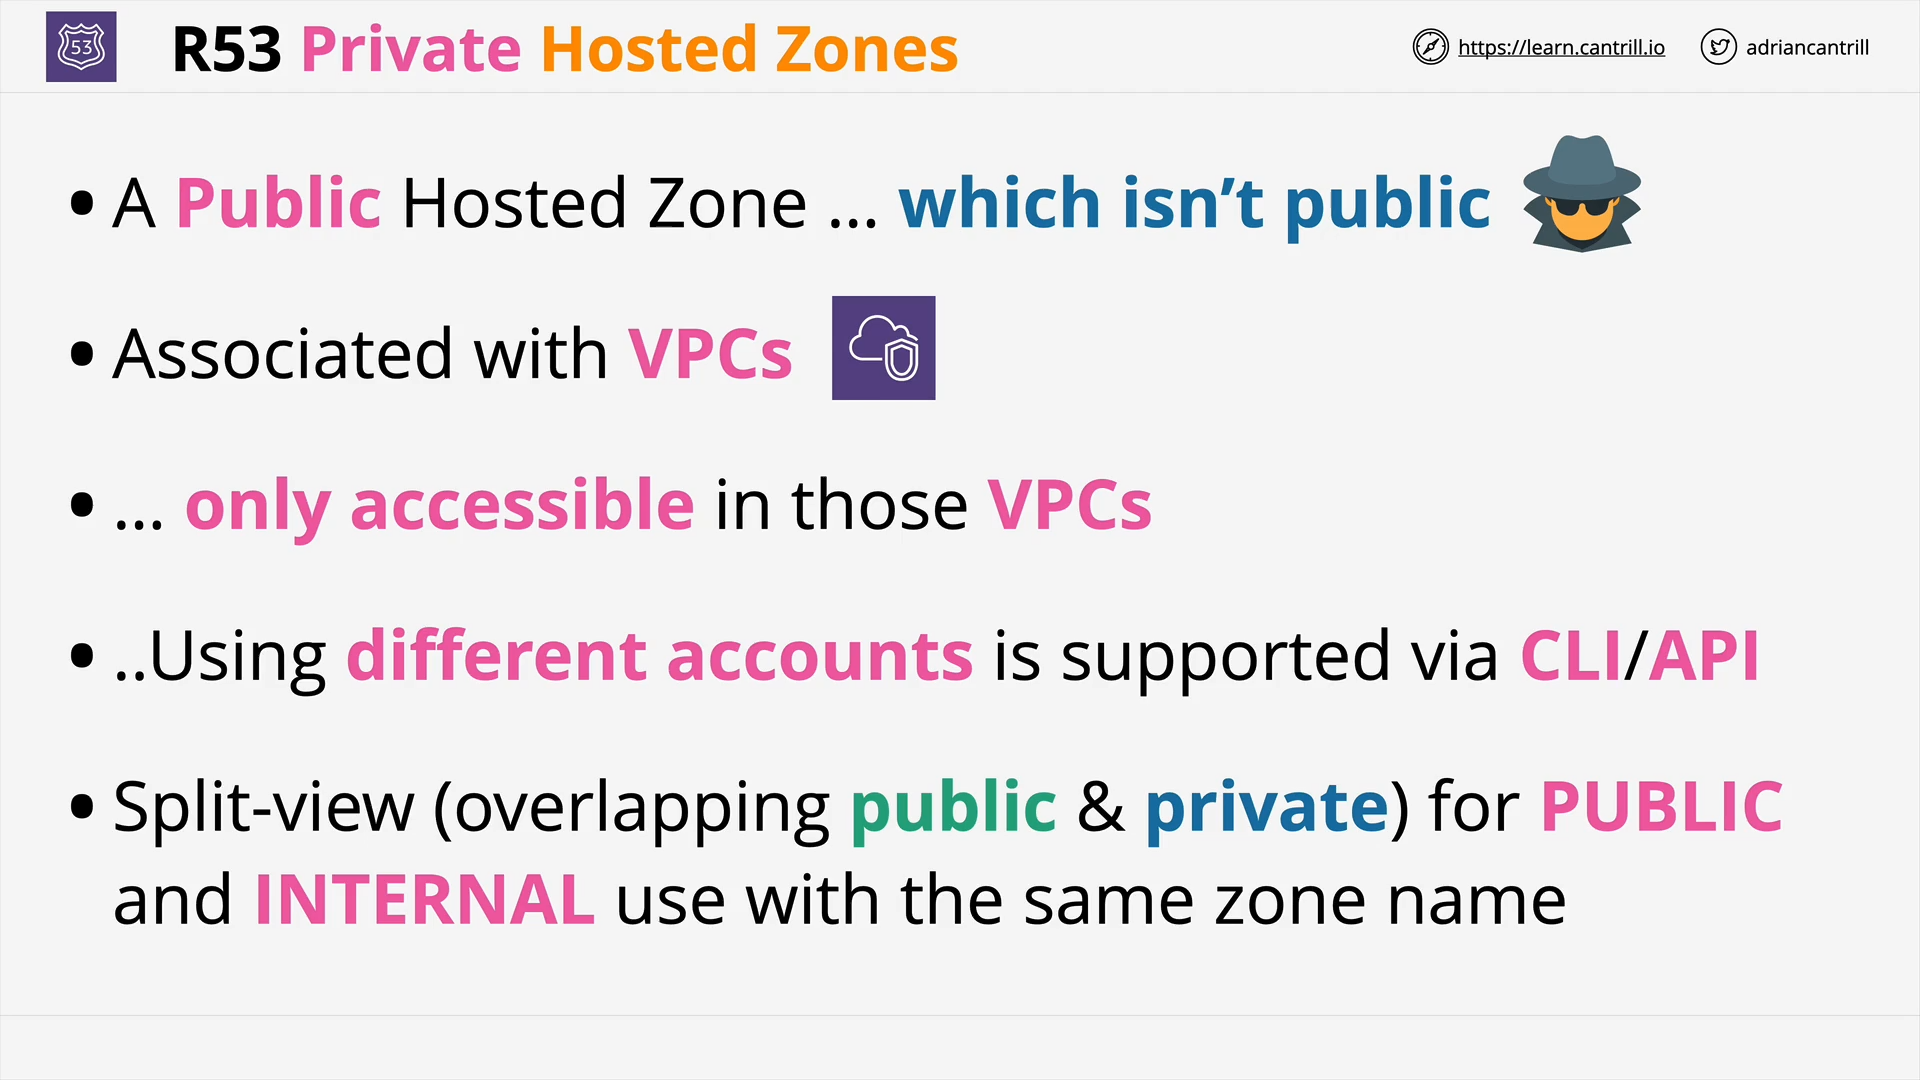 53
R53 Private Hosted Zones
https://learn.cantrill.io
adriancantrill
• A Public Hosted Zone ... which isn’t public
• Associated with VPCs
• ... only accessible in those VPCs
• ..Using different accounts is supported via CLI/API
• Split-view (overlapping public & private) for PUBLIC
and INTERNAL use with the same zone name